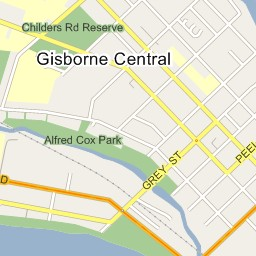 Childers Rd Reserve
Gisborne Central
Alfred Cox Park
GREY ST
PEEL
D